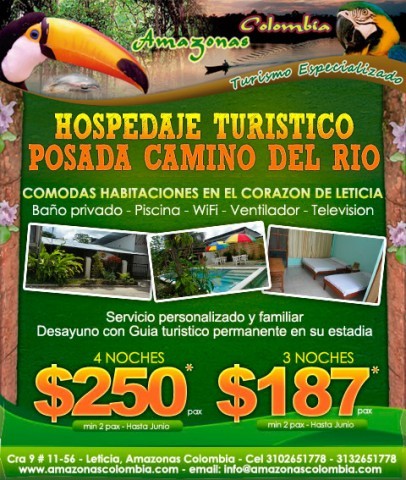 Amazonas Colombia
Turismo Especializado
HOSPEDAJE TURISTICO
POSADA CAMINO DEL RIO
COMODAS HABITACIONES EN EL CORAZON DE LETICIA
Baño privado - Piscina - WiFi - Ventilador - Television
Servicio personalizado y familiar
Desayuno con Guia turistico permanente en su estadia
4 NOCHES
$250*
pax
min 2 pax - Hasta Junio
3 NOCHES
$187*
pax
min 2 pax - Hasta Junio
Cra 9 # 11-56 - Leticia, Amazonas Colombia - Cel 3102651778 - 3132651778
www.amazonascolombia.com - email: info@amazonascolombia.com